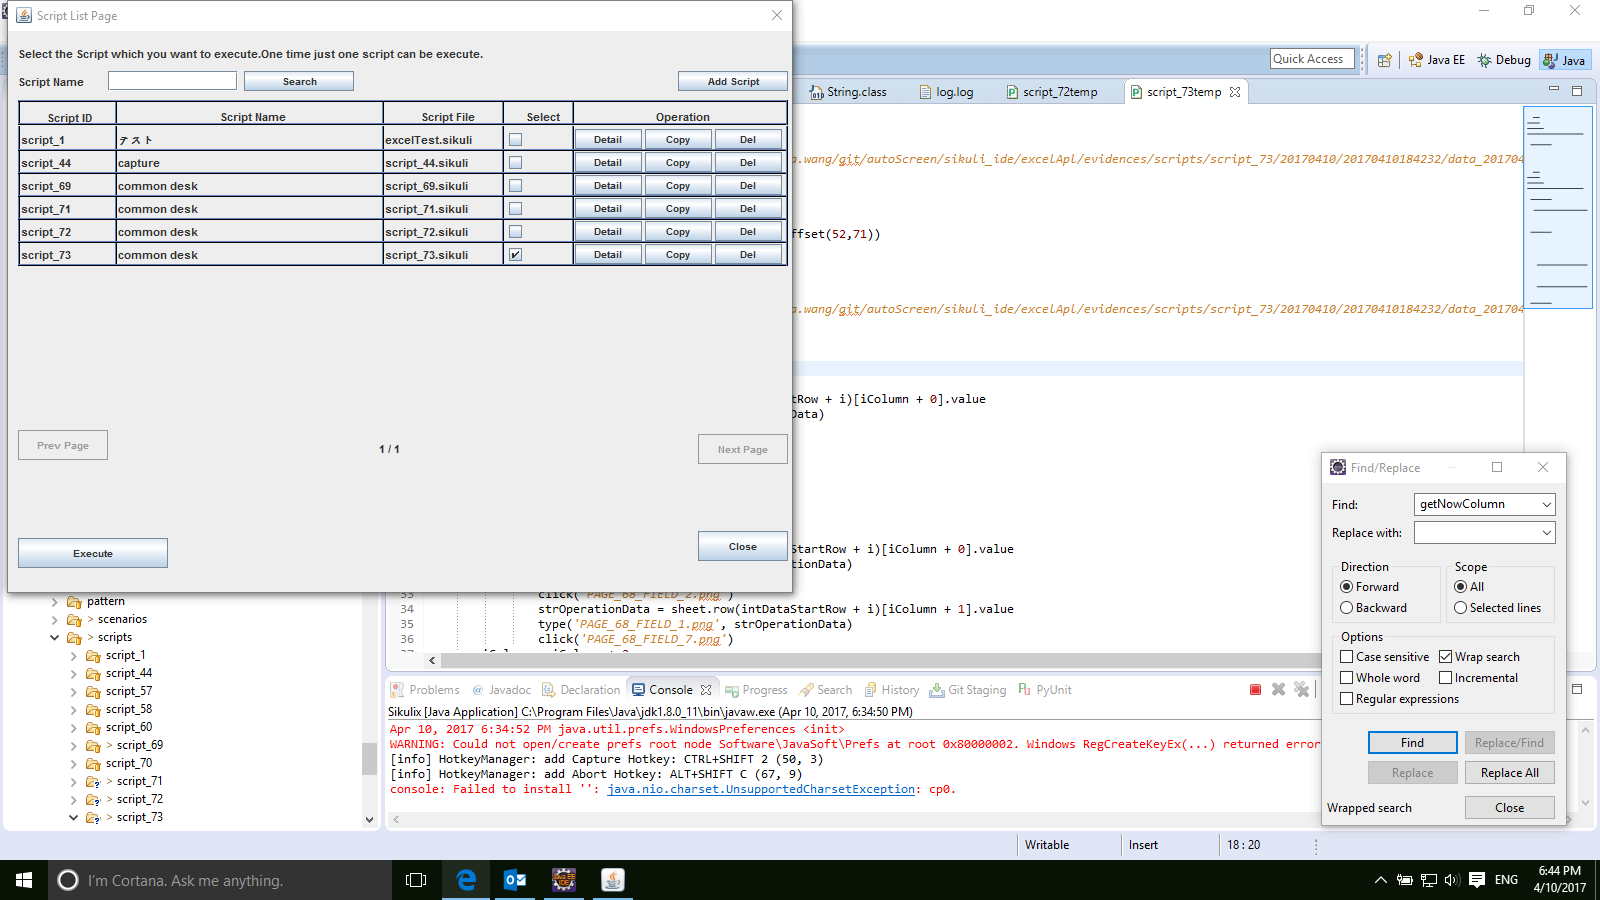 Script List Page
Select the Script which you want to execute.One time just one script can be execute.
Script Name
Search
Add Script
Script ID Script Name Script File Select Operation
script_1 テスト excelTest.sikuli Detail Copy Del
script_44 capture script_44.sikuli Detail Copy Del
script_69 common desk script_69.sikuli Detail Copy Del
script_71 common desk script_71.sikuli Detail Copy Del
script_72 common desk script_72.sikuli Detail Copy Del
script_73 common desk script_73.sikuli Detail Copy Del
Prev Page
1 / 1
Next Page
Execute
Close
Quick Access
Java EE
Debug
Java
String.class
log.log
script_72temp
script_73temp
a.wang/git/autoScreen/sikuli_ide/excelApl/evidences/scripts/script_73/20170410/20170410184232/data_201704
ffset(52,71))
a.wang/git/autoScreen/sikuli_ide/excelApl/evidences/scripts/script_73/20170410/20170410184232/data_201704
tRow + i)[iColumn + 0].value
Data)
StartRow + i)[iColumn + 0].value
tionData)
33 click('PAGE_68_FIELD_2.png')
34 strOperationData = sheet.row(intDataStartRow + i)[iColumn + 1].value
35 type('PAGE_68_FIELD_1.png', strOperationData)
36 click('PAGE_68_FIELD_7.png')
pattern
> scenarios
> scripts
script_1
script_44
script_57
script_58
script_60
> script_69
script_70
> script_71
> script_72
> script_73
Problems
@ Javadoc
Declaration
Console
Progress
Search
History
Git Staging
PyUnit
Sikulix [Java Application] C:\Program Files\Java\jdk1.8.0_11\bin\javaw.exe (Apr 10, 2017, 6:34:50 PM)
Apr 10, 2017 6:34:52 PM java.util.prefs.WindowsPreferences <init>
WARNING: Could not open/create prefs root node Software\JavaSoft\Prefs at root 0x80000002. Windows RegCreateKeyEx(...) returned error
[info] HotkeyManager: add Capture Hotkey: CTRL+SHIFT 2 (50, 3)
[info] HotkeyManager: add Abort Hotkey: ALT+SHIFT C (67, 9)
console: Failed to install '': java.nio.charset.UnsupportedCharsetException: cp0.
Find/Replace
Find:
getNowColumn
Replace with:
Direction
Forward
Backward
Scope
All
Selected lines
Options
Case sensitive
Wrap search
Whole word
Incremental
Regular expressions
Find
Replace/Find
Replace
Replace All
Wrapped search
Close
Writable
Insert
18 : 20
I'm Cortana. Ask me anything.
ENG
6:44 PM
4/10/2017